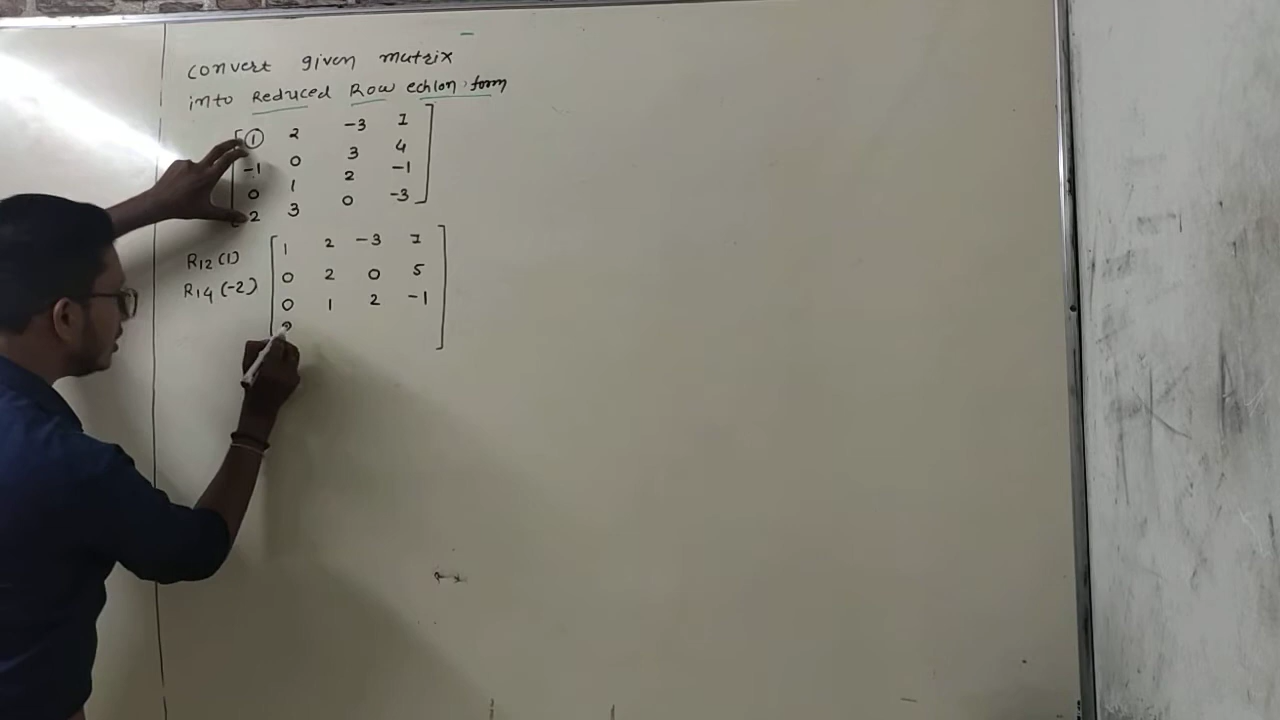 convert given matrix
into Reduced Row echlon form
1 2 -3 1
-1 0 3 4
0 1 2 -1
2 3 0 -3
R12 (1)
R14 (-2)
1 2 -3 1
0 2 0 5
0 1 2 -1